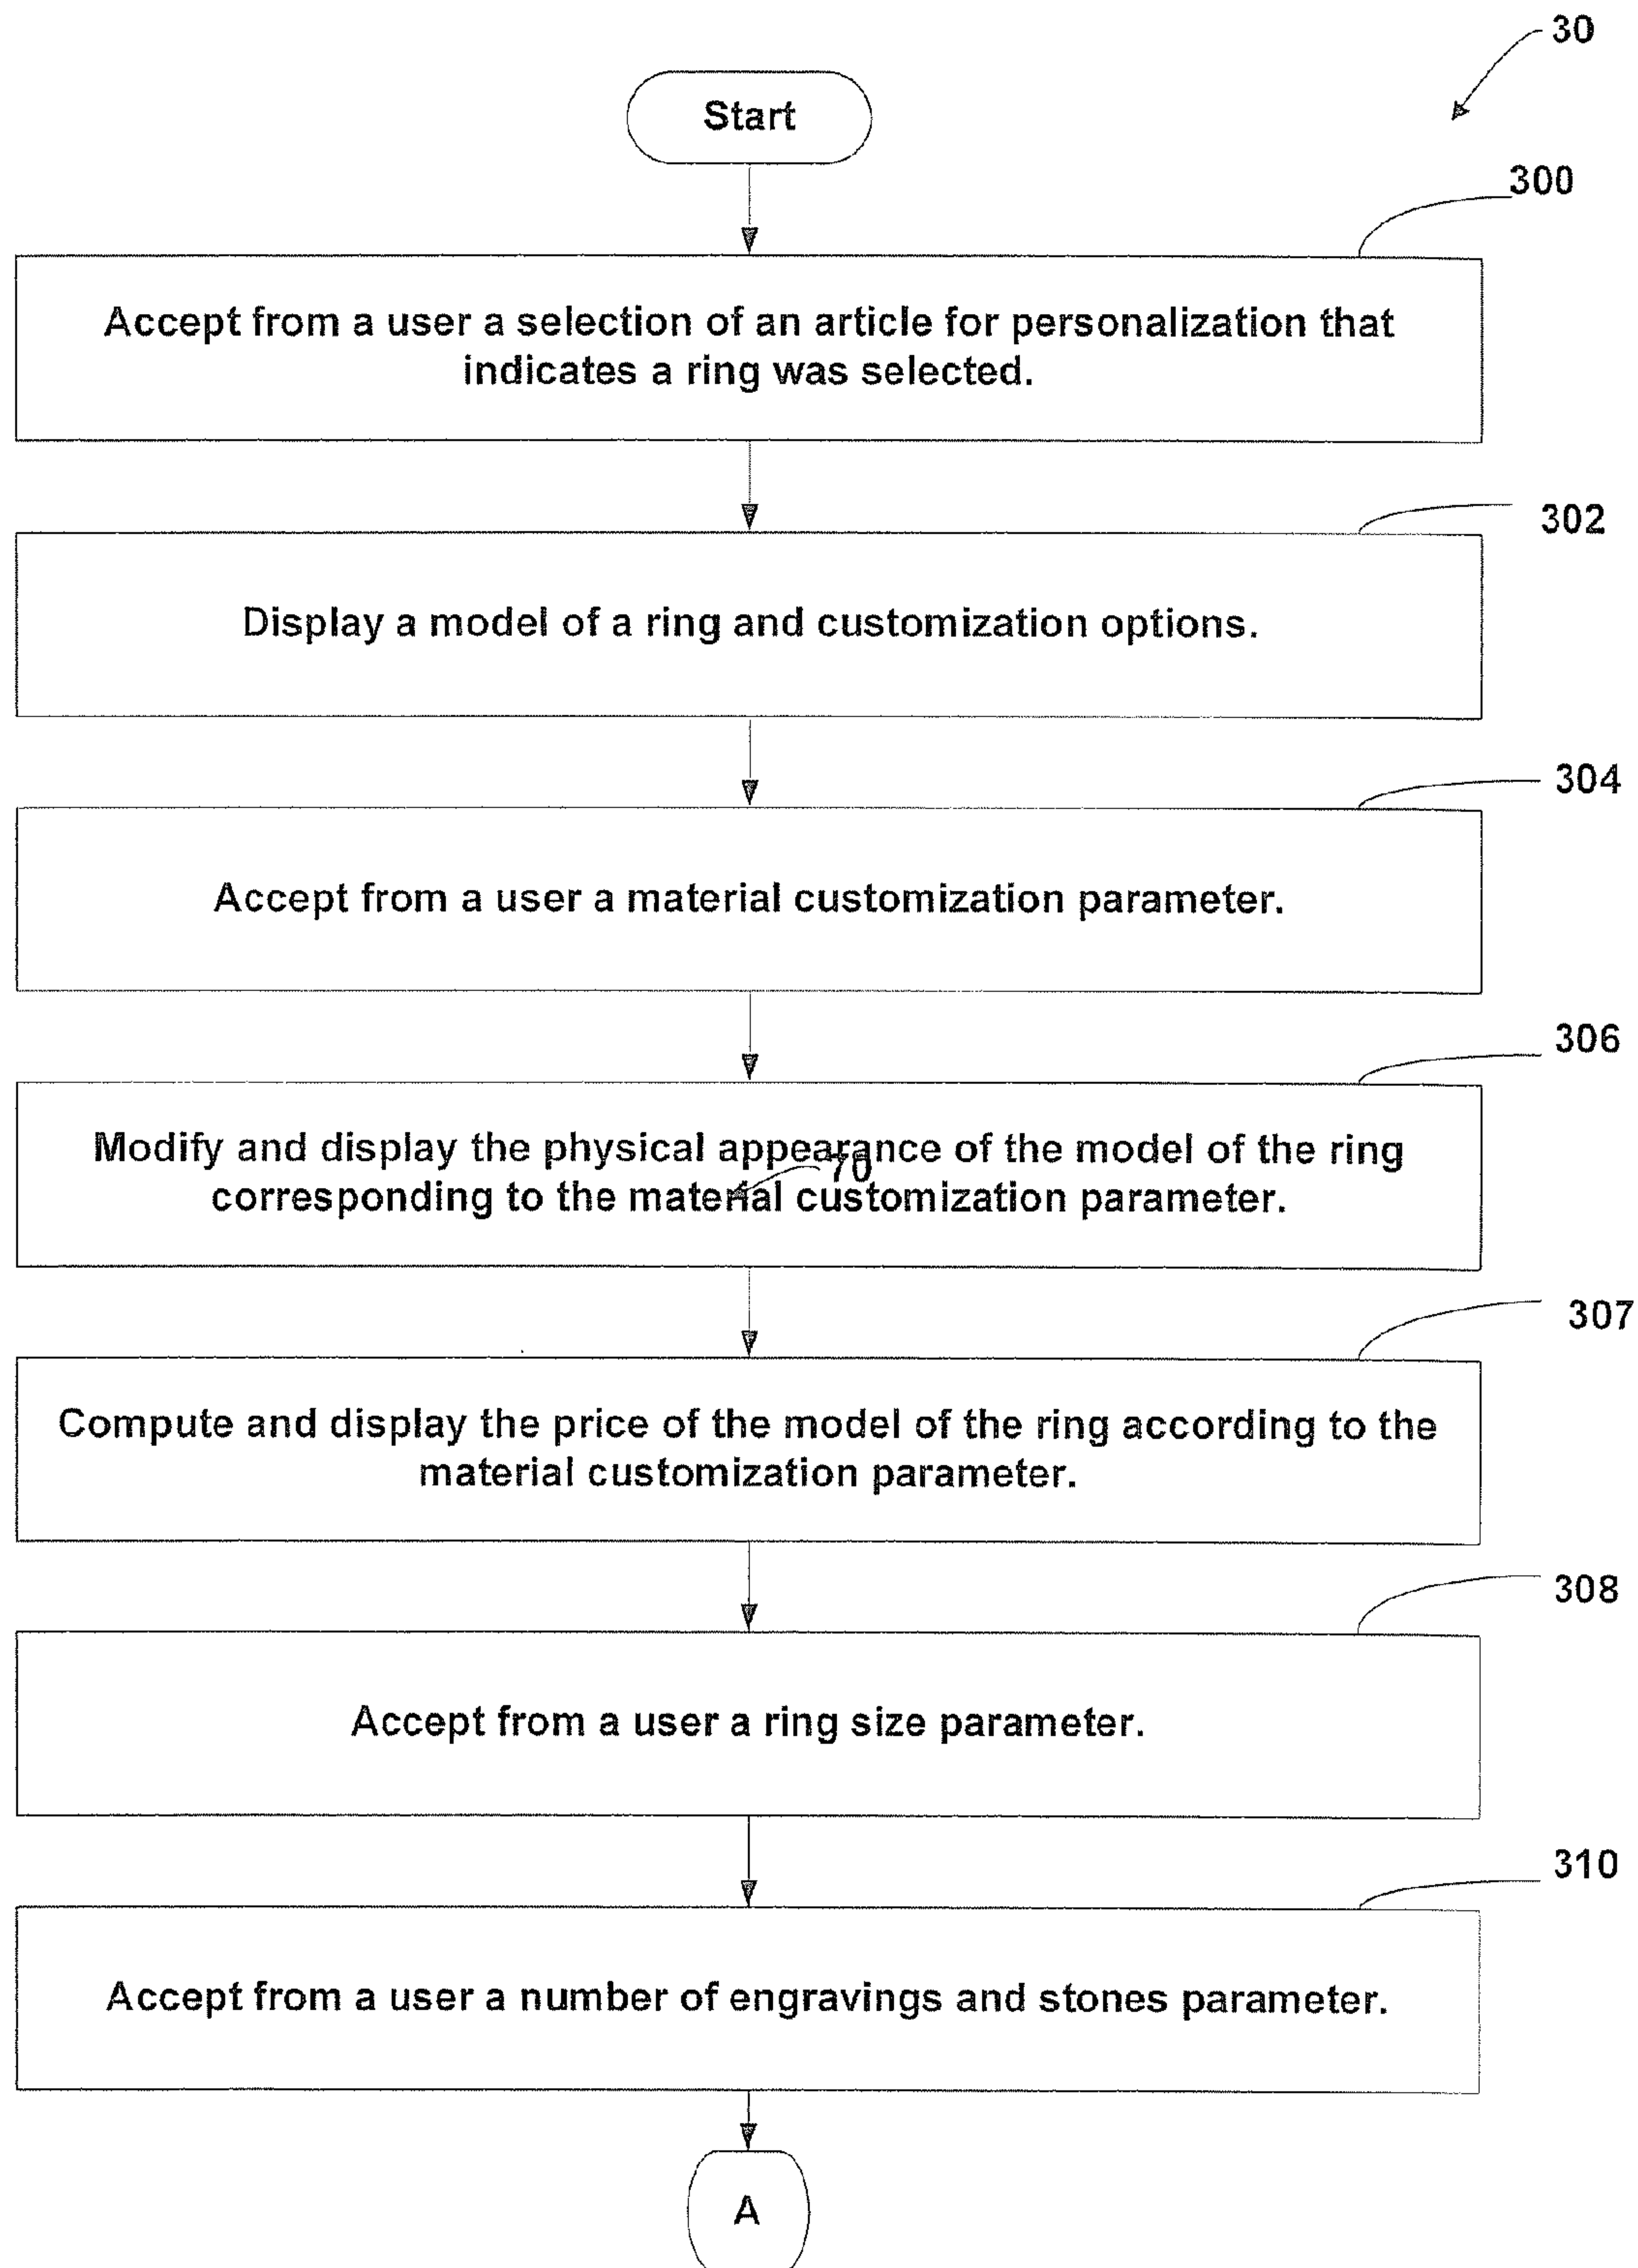 30
Start
300
Accept from a user a selection of an article for personalization that
indicates a ring was selected.
302
Display a model of a ring and customization options.
304
Accept from a user a material customization parameter.
306
Modify and display the physical appearance of the model of the ring
70
corresponding to the material customization parameter.
307
Compute and display the price of the model of the ring according to the
material customization parameter.
308
Accept from a user a ring size parameter.
310
Accept from a user a number of engravings and stones parameter.
A